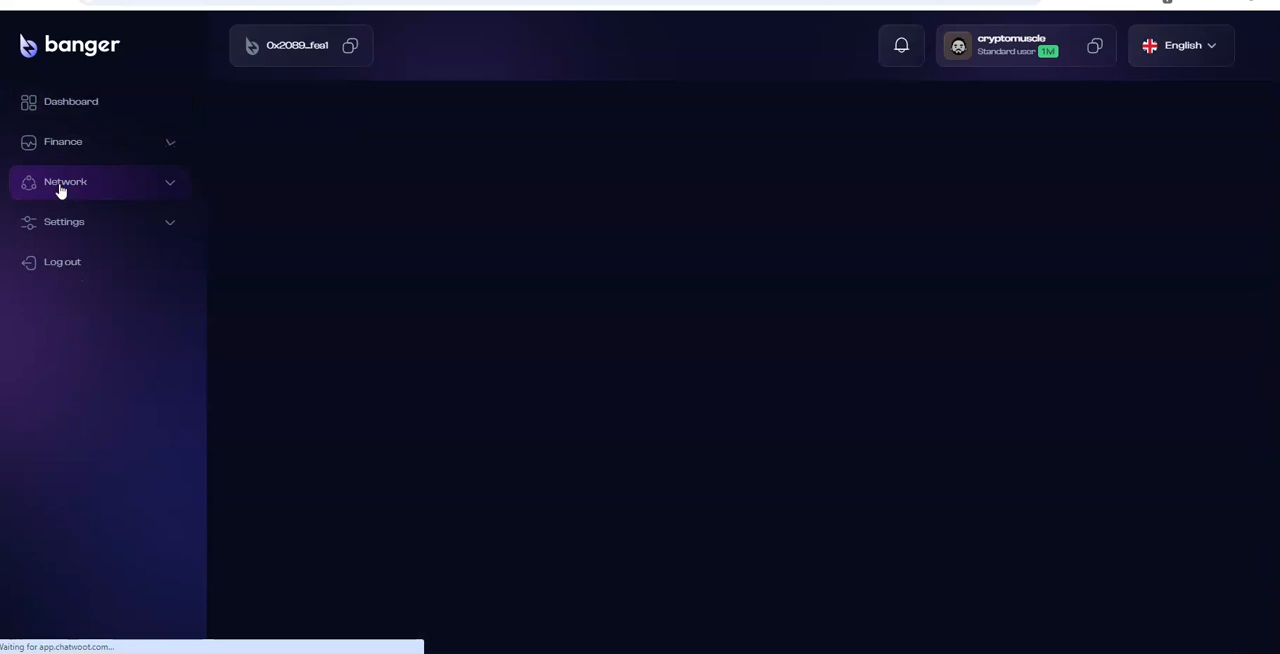 banger
0x2089...fea1
cryptomuscle
Standard user 1M
English
Dashboard
Finance
Network
Settings
Log out
Waiting for app.chatwoot.com...